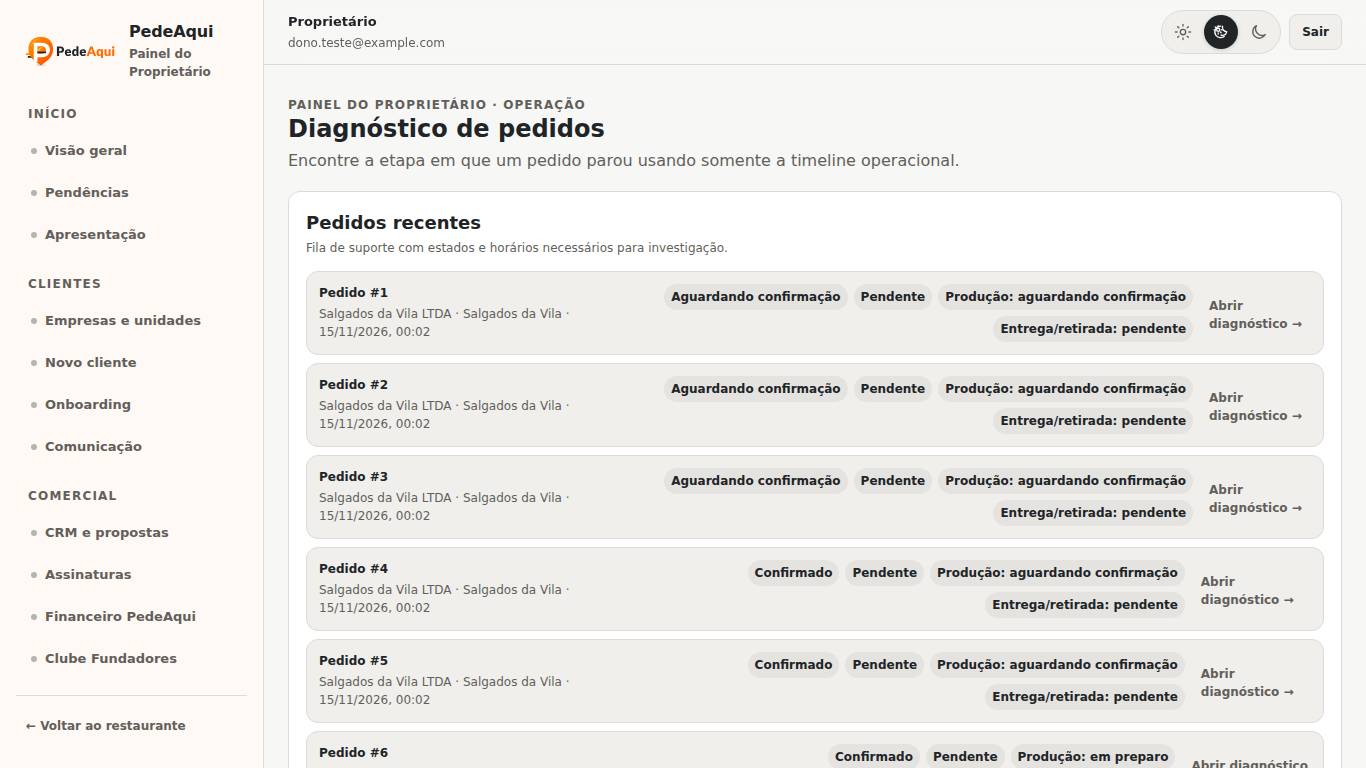 PedeAqui
PedeAqui
Painel do
Proprietário
INÍCIO
Visão geral
Pendências
Apresentação
CLIENTES
Empresas e unidades
Novo cliente
Onboarding
Comunicação
COMERCIAL
CRM e propostas
Assinaturas
Financeiro PedeAqui
Clube Fundadores
← Voltar ao restaurante
Proprietário
dono.teste@example.com
Sair
PAINEL DO PROPRIETÁRIO · OPERAÇÃO
Diagnóstico de pedidos
Encontre a etapa em que um pedido parou usando somente a timeline operacional.
Pedidos recentes
Fila de suporte com estados e horários necessários para investigação.
Pedido #1
Salgados da Vila LTDA · Salgados da Vila ·
15/11/2026, 00:02
Aguardando confirmação Pendente Produção: aguardando confirmação
Entrega/retirada: pendente
Abrir
diagnóstico →
Pedido #2
Salgados da Vila LTDA · Salgados da Vila ·
15/11/2026, 00:02
Aguardando confirmação Pendente Produção: aguardando confirmação
Entrega/retirada: pendente
Abrir
diagnóstico →
Pedido #3
Salgados da Vila LTDA · Salgados da Vila ·
15/11/2026, 00:02
Aguardando confirmação Pendente Produção: aguardando confirmação
Entrega/retirada: pendente
Abrir
diagnóstico →
Pedido #4
Salgados da Vila LTDA · Salgados da Vila ·
15/11/2026, 00:02
Confirmado Pendente Produção: aguardando confirmação
Entrega/retirada: pendente
Abrir
diagnóstico →
Pedido #5
Salgados da Vila LTDA · Salgados da Vila ·
15/11/2026, 00:02
Confirmado Pendente Produção: aguardando confirmação
Entrega/retirada: pendente
Abrir
diagnóstico →
Pedido #6
Confirmado Pendente Produção: em preparo
Abrir diagnóstico